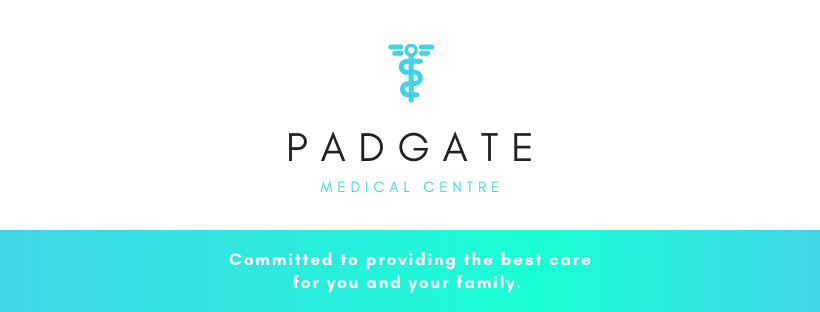 PADGATE
MEDICAL CENTRE
Committed to providing the best care
for you and your family.